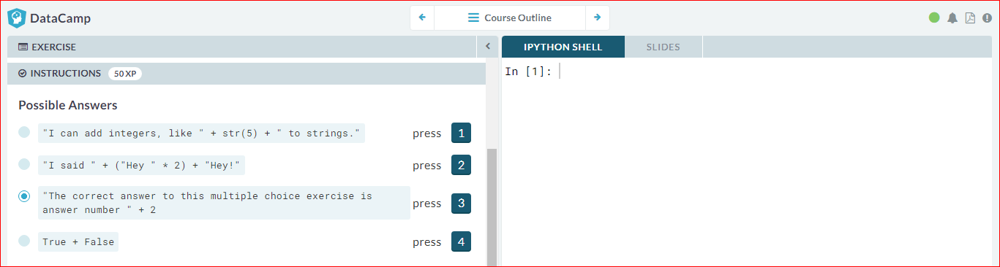 DataCamp
Course Outline
EXERCISE
IPYTHON SHELL
SLIDES
INSTRUCTIONS 50 XP
In [1]:
Possible Answers
"I can add integers, like " + str(5) + " to strings."
press 1
"I said " + ("Hey " * 2) + "Hey!"
press 2
"The correct answer to this multiple choice exercise is
answer number " + 2
press 3
True + False
press 4